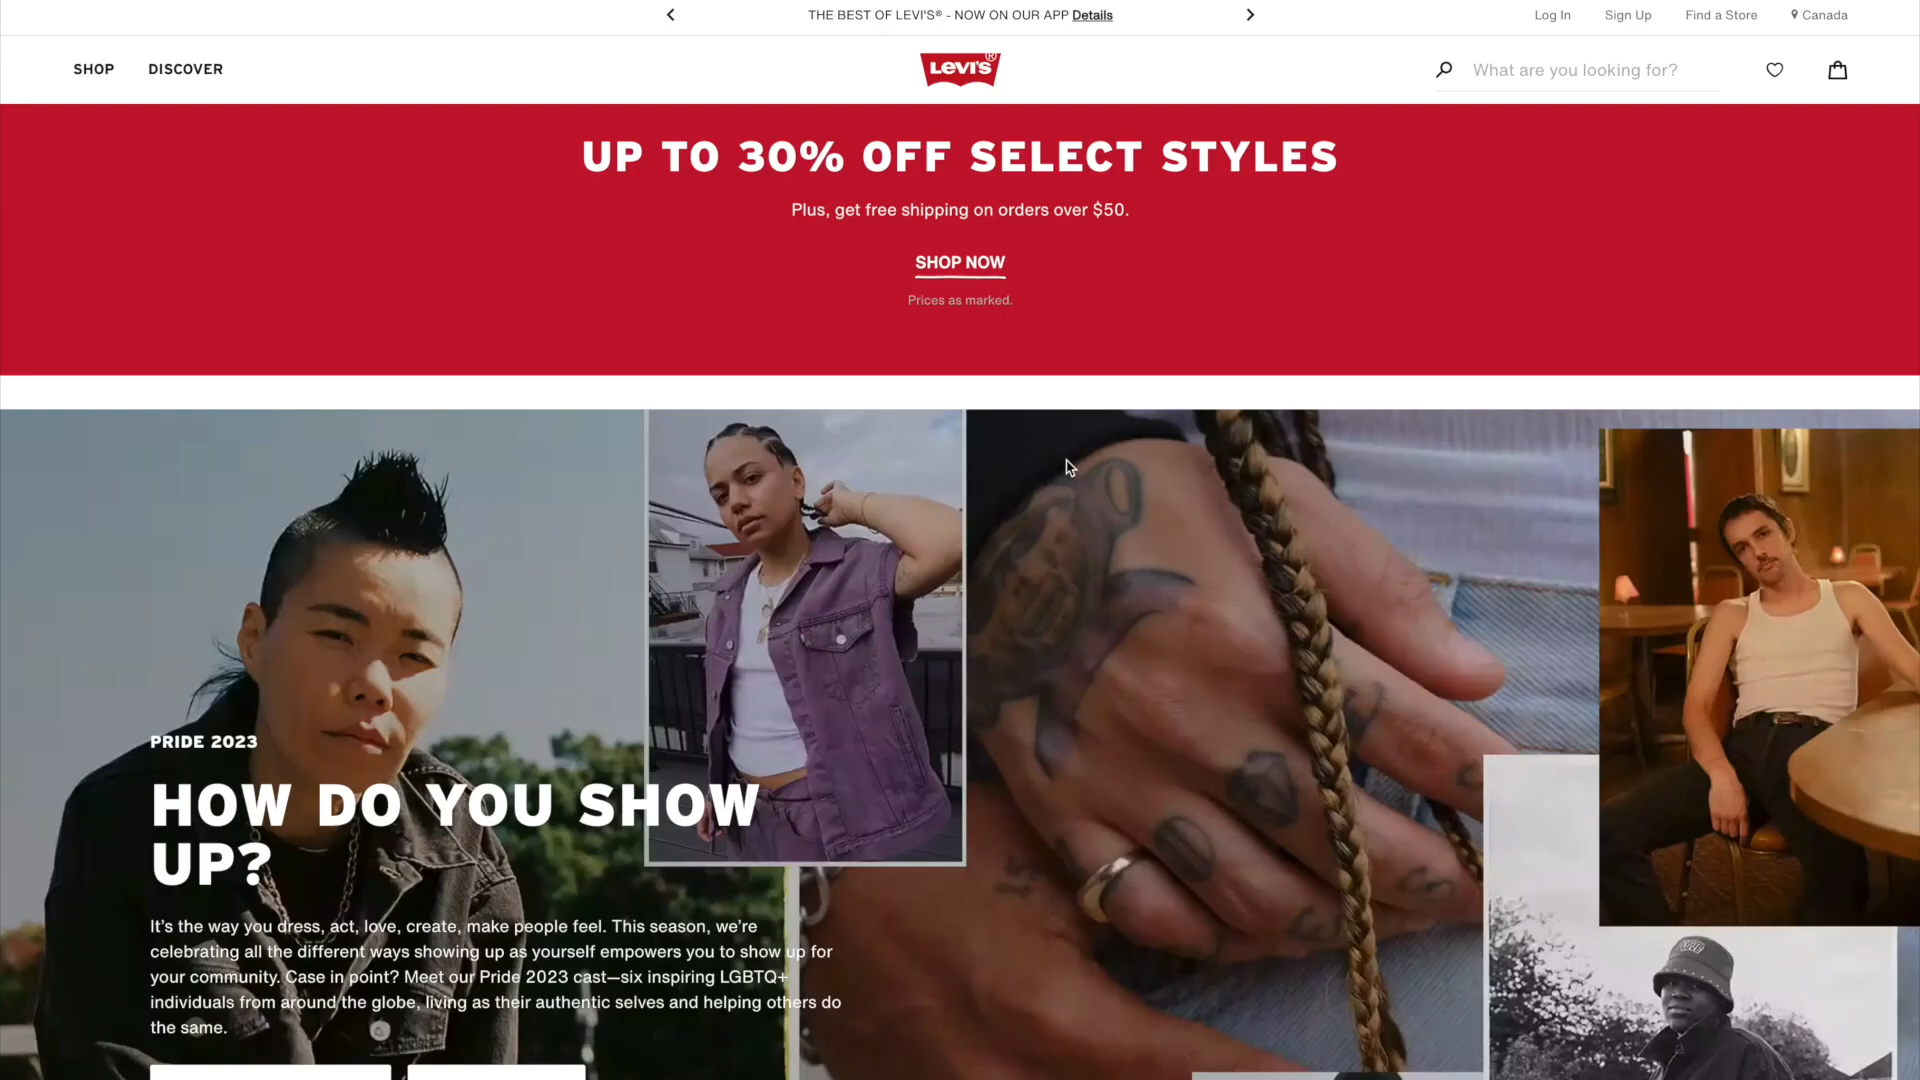 THE BEST OF LEVI'S® - NOW ON OUR APP Details
Log In
Sign Up
Find a Store
Canada
SHOP
DISCOVER
LEVI'S®
What are you looking for?
UP TO 30% OFF SELECT STYLES
Plus, get free shipping on orders over $50.
SHOP NOW
Prices as marked.
PRIDE 2023
HOW DO YOU SHOW
UP?
It’s the way you dress, act, love, create, make people feel. This season, we’re
celebrating all the different ways showing up as yourself empowers you to show up for
your community. Case in point? Meet our Pride 2023 cast—six inspiring LGBTQ+
individuals from around the globe, living as their authentic selves and helping others do
the same.